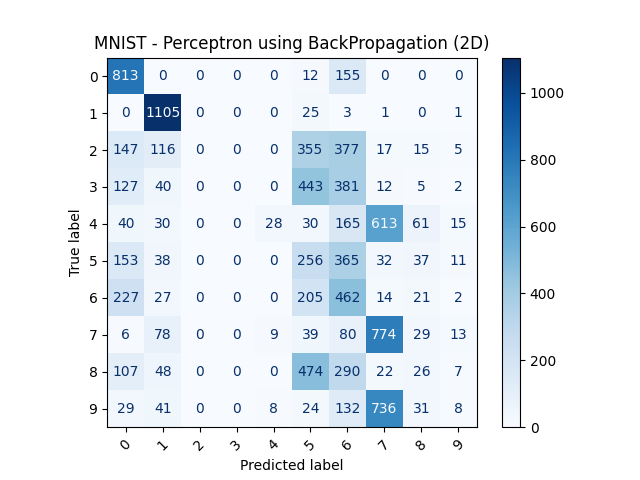 MNIST - Perceptron using BackPropagation (2D)
0 813 0 0 0 0 12 155 0 0 0
1 0 1105 0 0 0 25 3 1 0 1
2 147 116 0 0 0 355 377 17 15 5
3 127 40 0 0 0 443 381 12 5 2
4 40 30 0 0 28 30 165 613 61 15
5 153 38 0 0 0 256 365 32 37 11
6 227 27 0 0 0 205 462 14 21 2
7 6 78 0 0 9 39 80 774 29 13
8 107 48 0 0 0 474 290 22 26 7
9 29 41 0 0 8 24 132 736 31 8
0 1 2 3 4 5 6 7 8 9
Predicted label
True label
1000
800
600
400
200
0